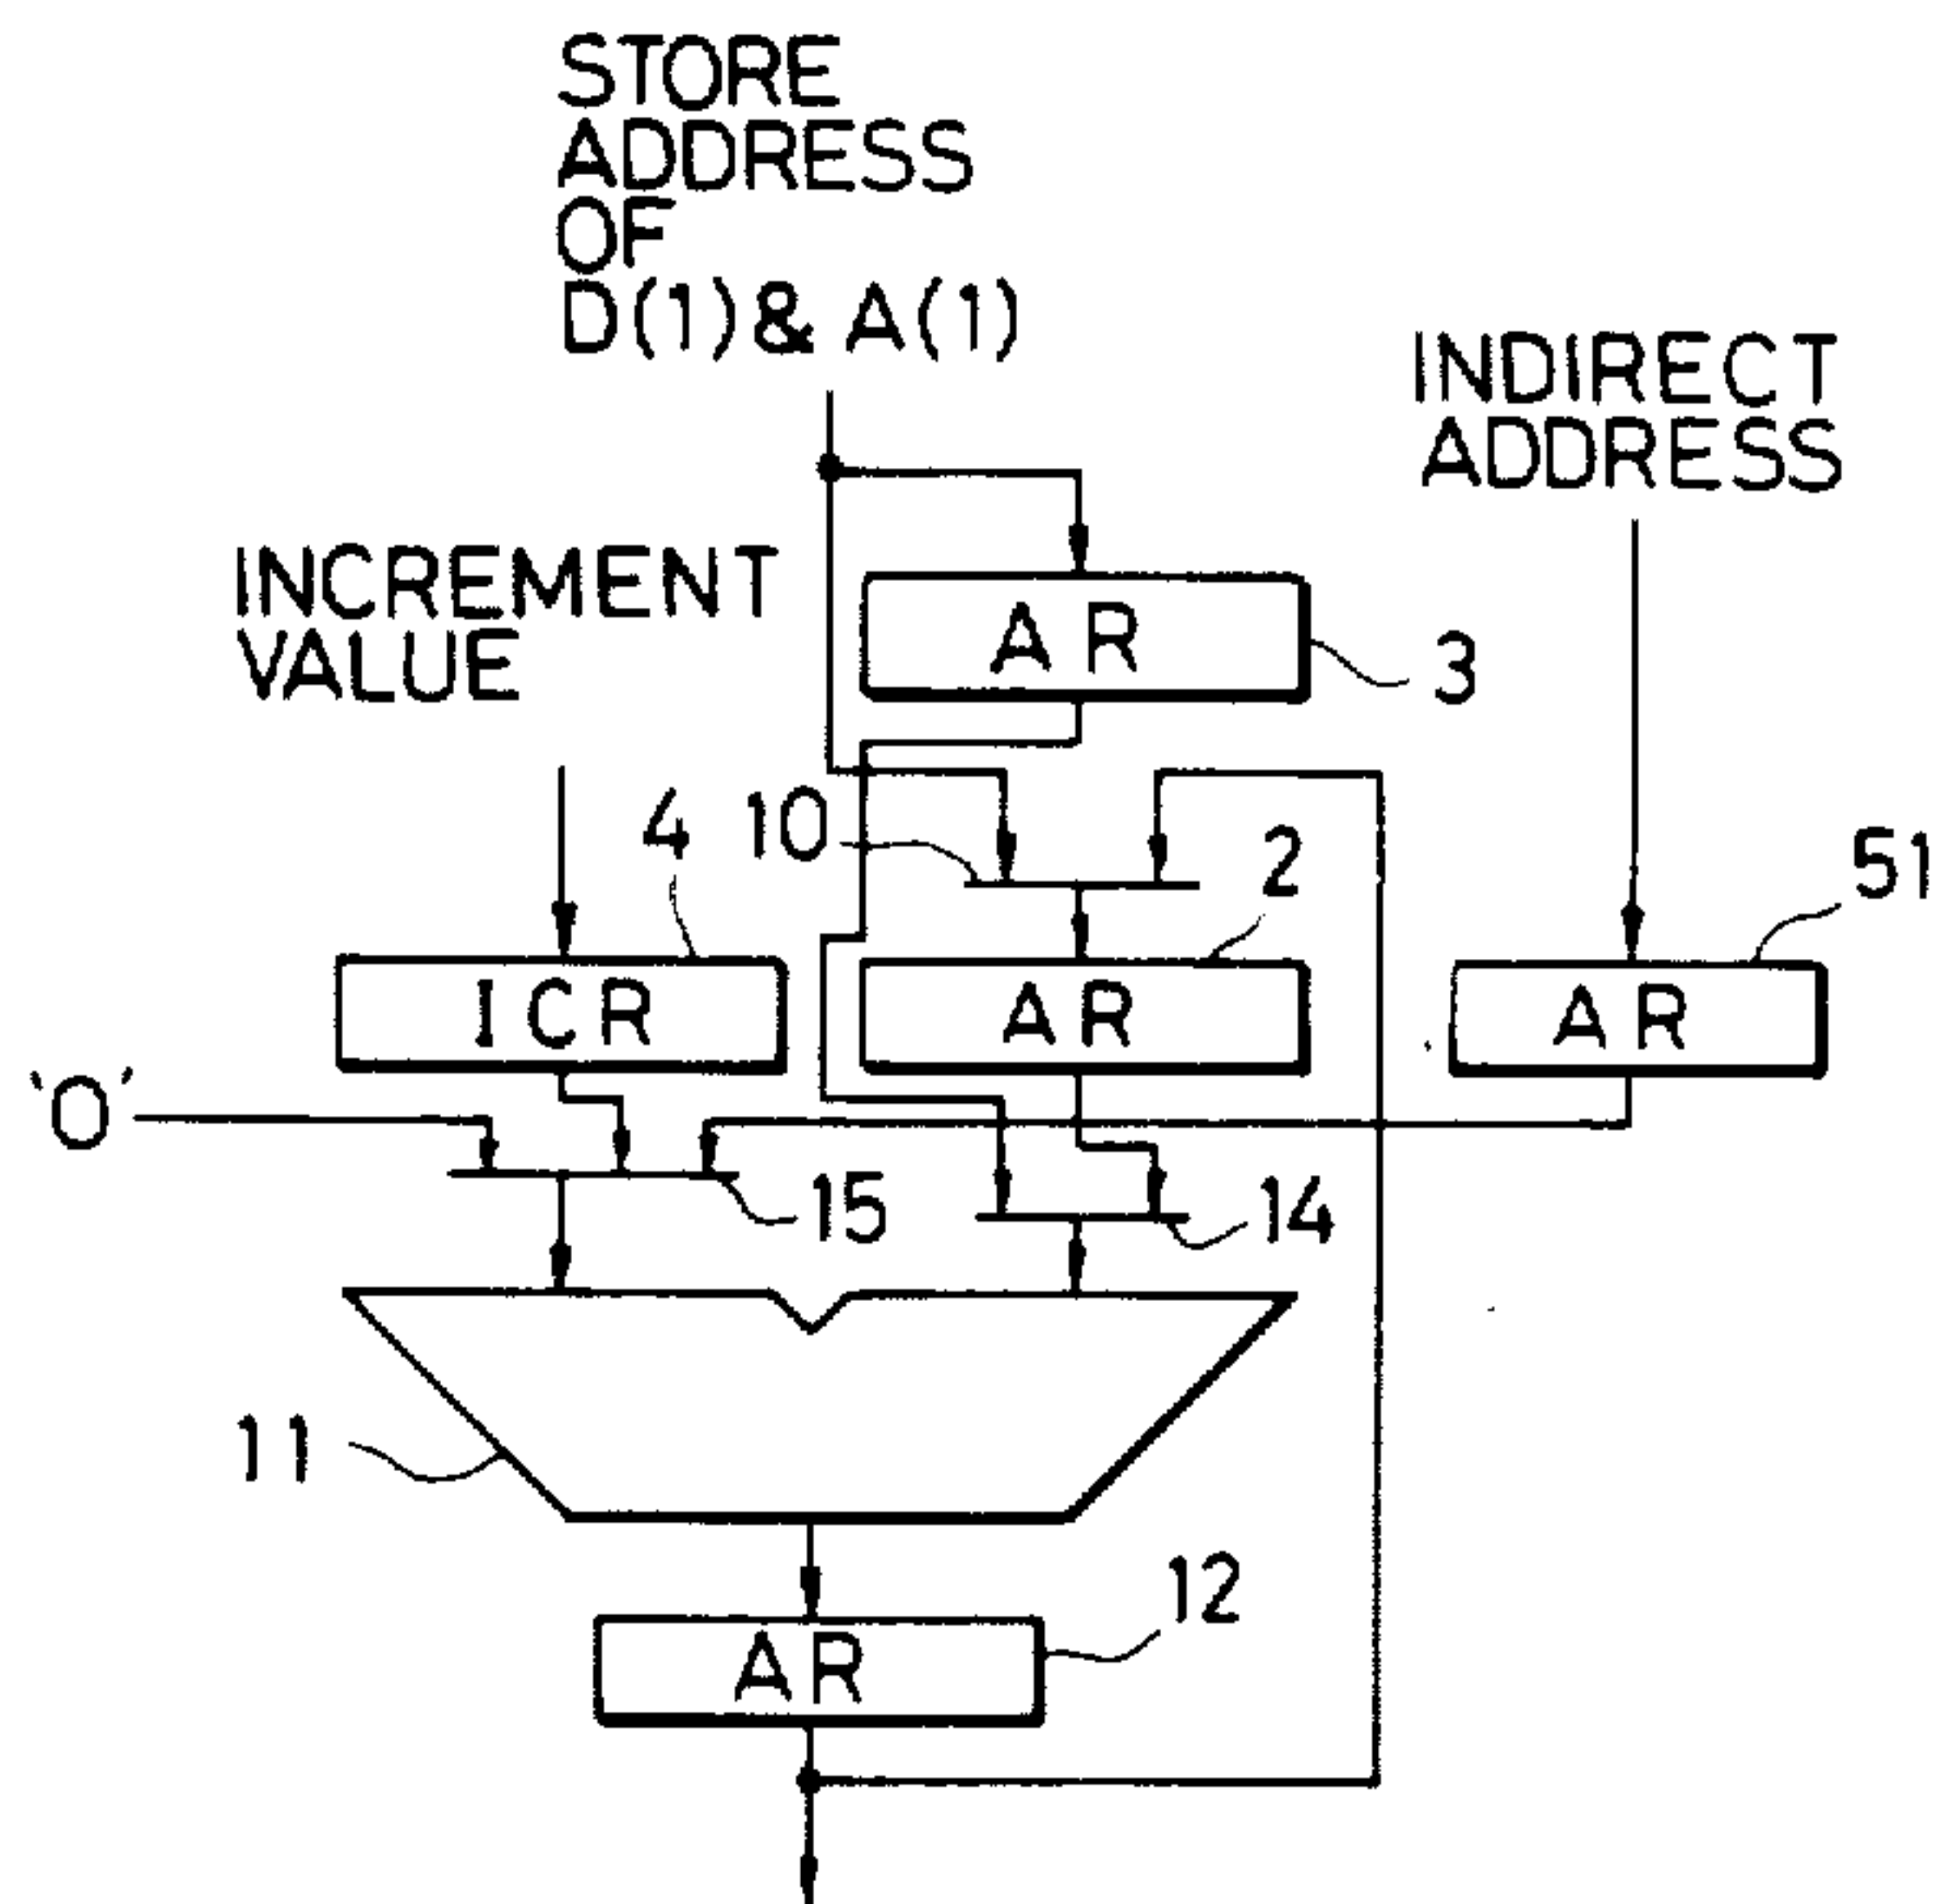 STORE
ADDRESS
OF
D(1)& A(1)
INDIRECT
ADDRESS
INCREMENT
VALUE
AR
3
4
10
2
51
ICR
AR
AR
'0'
15
14
11
12
AR